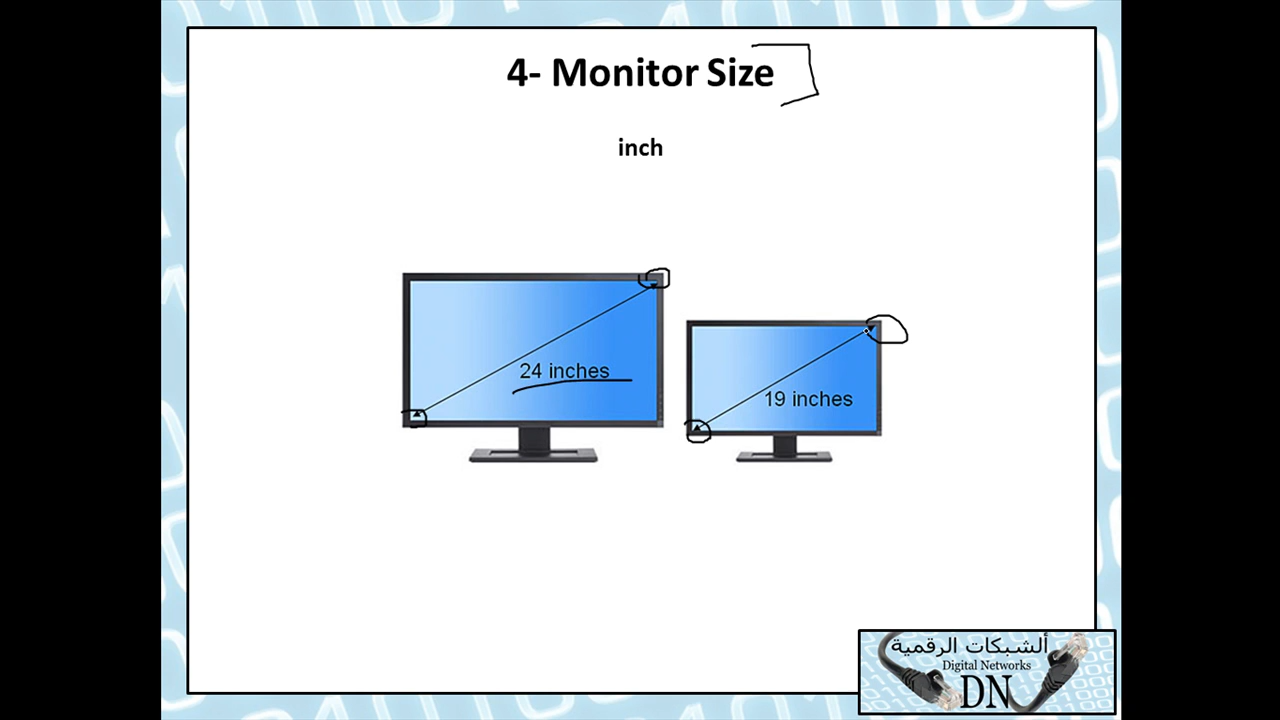 4- Monitor Size
inch
24 inches
19 inches
ألشبكات الرقمية
Digital Networks
DN